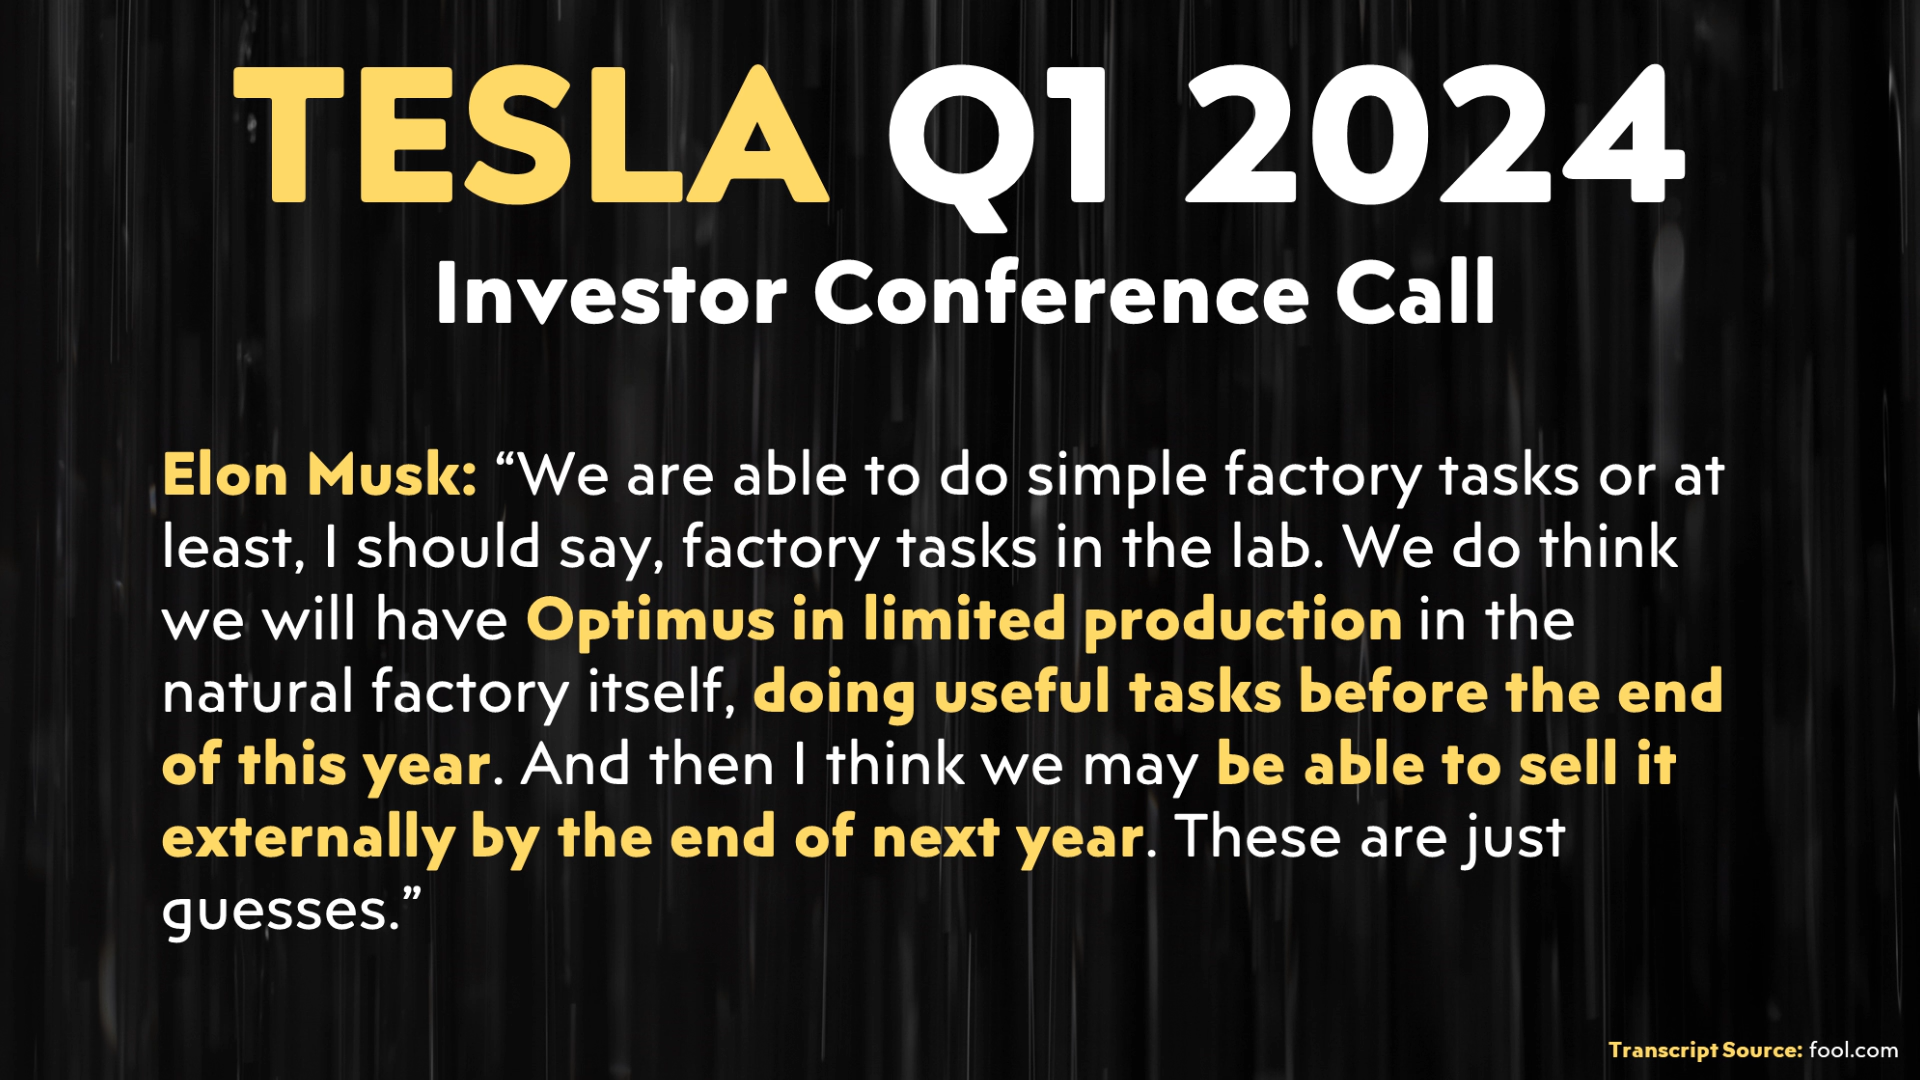 TESLA Q1 2024
Investor Conference Call
Elon Musk: “We are able to do simple factory tasks or at
least, I should say, factory tasks in the lab. We do think
we will have Optimus in limited production in the
natural factory itself, doing useful tasks before the end
of this year. And then I think we may be able to sell it
externally by the end of next year. These are just
guesses.”
Transcript Source: fool.com